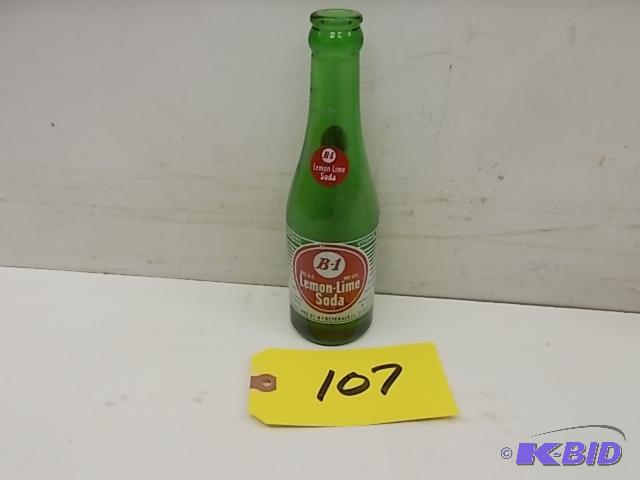 B-1
Lemon-Lime
Soda
B-1
Lemon-Lime
Soda
107
© K-BID